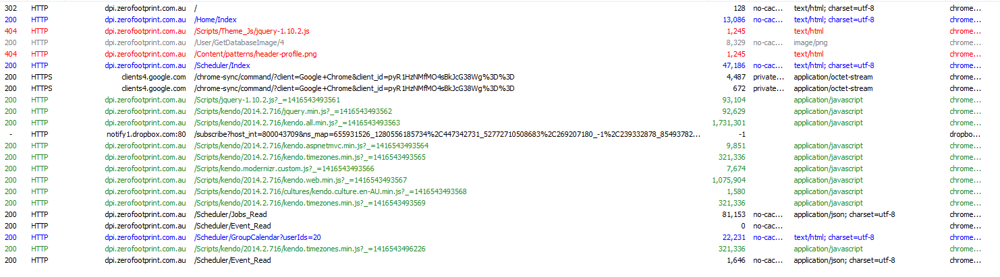 302 HTTP dpi.zerofootprint.com.au / 128 no-cac... text/html; charset=utf-8 chrome...
200 HTTP dpi.zerofootprint.com.au /Home/Index 13,086 no-cac... text/html; charset=utf-8 chrome...
404 HTTP dpi.zerofootprint.com.au /Scripts/Theme_Js/jquery-1.10.2.js 1,245 text/html chrome...
200 HTTP dpi.zerofootprint.com.au /User/GetDatabaseImage/4 8,329 no-cac... image/png chrome...
404 HTTP dpi.zerofootprint.com.au /Content/patterns/header-profile.png 1,245 text/html chrome...
200 HTTP dpi.zerofootprint.com.au /Scheduler/Index 47,186 no-cac... text/html; charset=utf-8 chrome...
200 HTTPS clients4.google.com /chrome-sync/command/?client=Google+Chrome&client_id=pyR1HzNMfMO4sBkJcG38Wg%3D%3D 4,487 private... application/octet-stream chrome...
200 HTTPS clients4.google.com /chrome-sync/command/?client=Google+Chrome&client_id=pyR1HzNMfMO4sBkJcG38Wg%3D%3D 672 private... application/octet-stream chrome...
200 HTTP dpi.zerofootprint.com.au /Scripts/jquery-1.10.2.js?_=1416543493561 93,104 application/javascript chrome...
200 HTTP dpi.zerofootprint.com.au /Scripts/kendo/2014.2.716/jquery.min.js?_=1416543493562 92,629 application/javascript chrome...
200 HTTP dpi.zerofootprint.com.au /Scripts/kendo/2014.2.716/kendo.all.min.js?_=1416543493563 1,731,301 application/javascript chrome...
- HTTP notify1.dropbox.com:80 /subscribe?host_int=800043709&ns_map=655931526_1280556185734%2C447342731_52772710508683%2C269207180_-1%2C239332878_85493782... -1 dropbo...
200 HTTP dpi.zerofootprint.com.au /Scripts/kendo/2014.2.716/kendo.aspnetmvc.min.js?_=1416543493564 9,851 application/javascript chrome...
200 HTTP dpi.zerofootprint.com.au /Scripts/kendo/2014.2.716/kendo.timezones.min.js?_=1416543493565 321,336 application/javascript chrome...
200 HTTP dpi.zerofootprint.com.au /Scripts/kendo.modernizr.custom.js?_=1416543493566 7,674 application/javascript chrome...
200 HTTP dpi.zerofootprint.com.au /Scripts/kendo/2014.2.716/kendo.web.min.js?_=1416543493567 1,075,904 application/javascript chrome...
200 HTTP dpi.zerofootprint.com.au /Scripts/kendo/2014.2.716/cultures/kendo.culture.en-AU.min.js?_=1416543493568 1,580 application/javascript chrome...
200 HTTP dpi.zerofootprint.com.au /Scripts/kendo/2014.2.716/kendo.timezones.min.js?_=1416543493569 321,336 application/javascript chrome...
200 HTTP dpi.zerofootprint.com.au /Scheduler/Jobs_Read 81,153 no-cac... application/json; charset=utf-8 chrome...
200 HTTP dpi.zerofootprint.com.au /Scheduler/Event_Read 0 no-cac... chrome...
200 HTTP dpi.zerofootprint.com.au /Scheduler/GroupCalendar?userIds=20 22,231 no-cac... text/html; charset=utf-8 chrome...
200 HTTP dpi.zerofootprint.com.au /Scripts/kendo/2014.2.716/kendo.timezones.min.js?_=1416543496226 321,336 application/javascript chrome...
200 HTTP dpi.zerofootprint.com.au /Scheduler/Event_Read 1,646 no-cac... application/json; charset=utf-8 chrome...